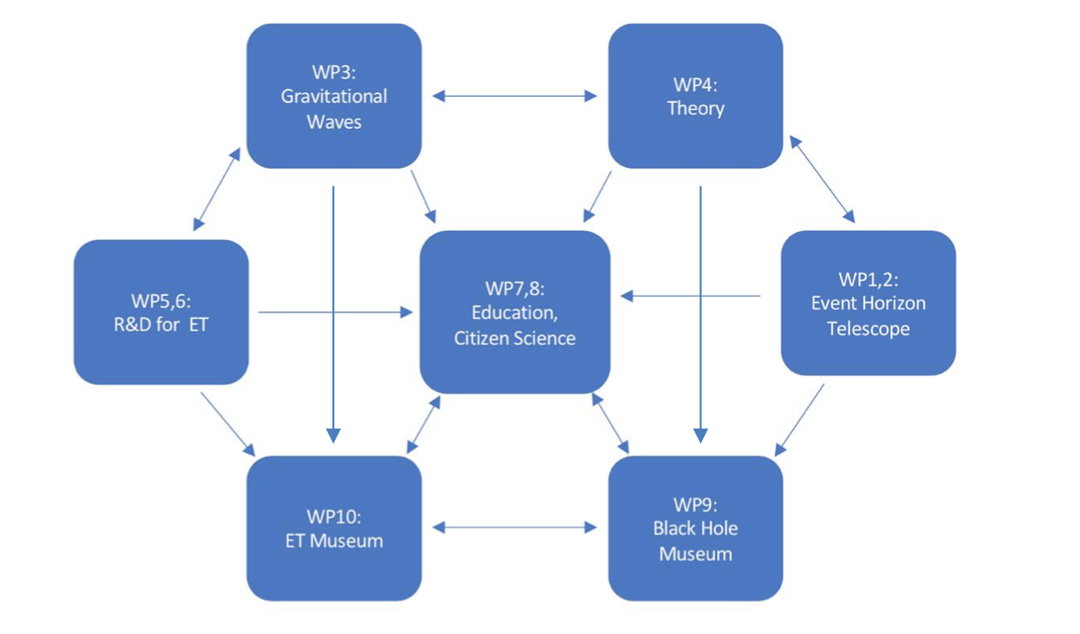 WP3:
Gravitational
Waves
WP4:
Theory
WP5,6:
R&D for ET
WP7,8:
Education,
Citizen Science
WP1,2:
Event Horizon
Telescope
WP10:
ET Museum
WP9:
Black Hole
Museum